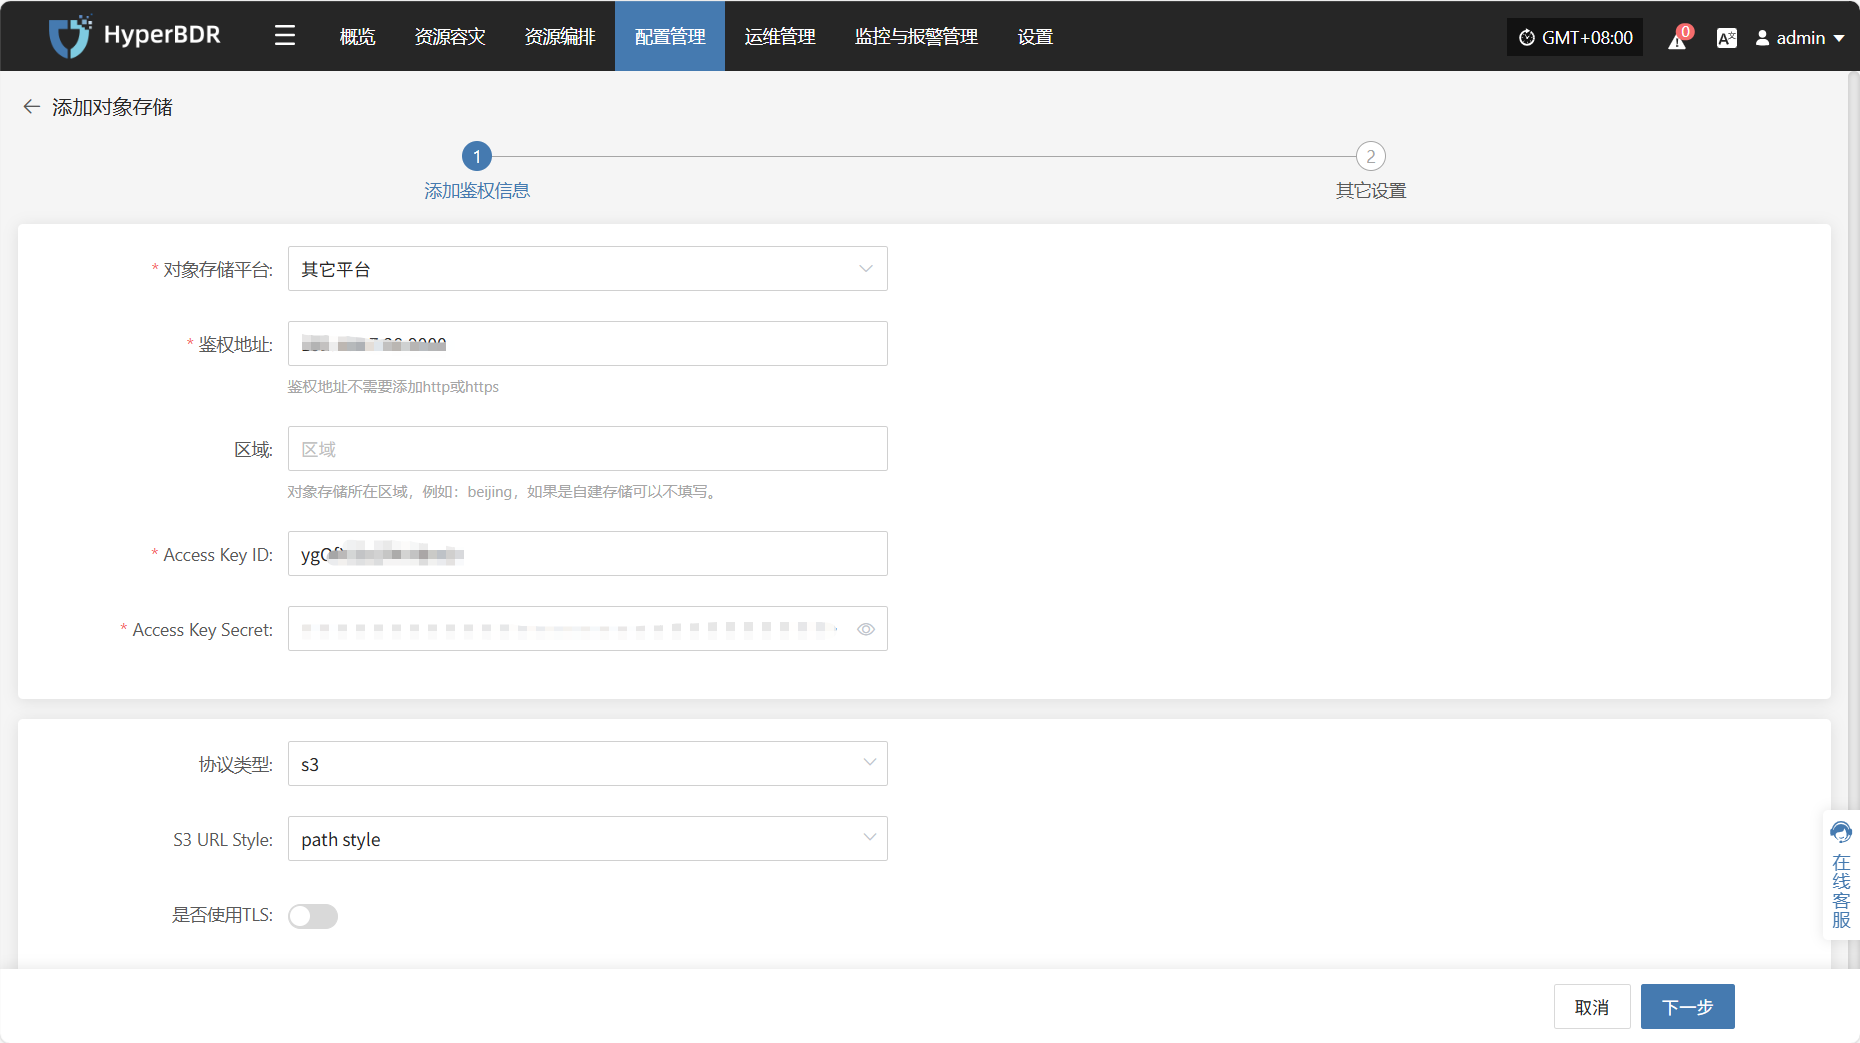 HyperBDR
概览
资源容灾
资源编排
配置管理
运维管理
监控与报警管理
设置
GMT+08:00
0
admin
添加对象存储
1
添加鉴权信息
2
其它设置
* 对象存储平台: 其它平台
* 鉴权地址:
鉴权地址不需要添加http或https
区域: 区域
对象存储所在区域，例如：beijing，如果是自建存储可以不填写。
* Access Key ID:
* Access Key Secret:
协议类型: s3
S3 URL Style: path style
是否使用TLS:
在线客服
取消
下一步